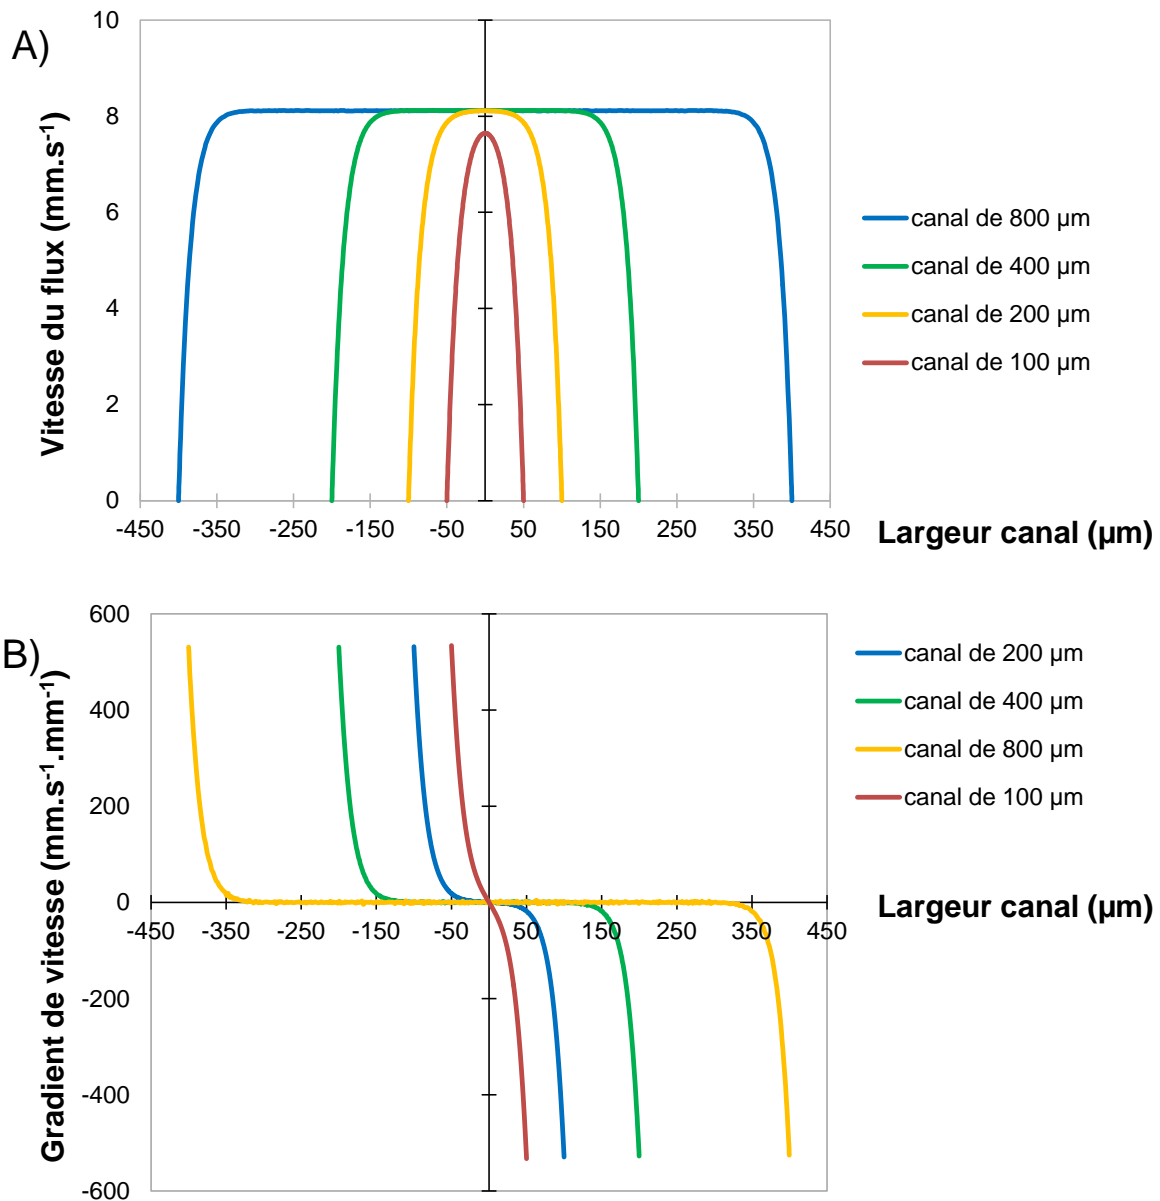 A)
Vitesse du flux (mm.s⁻¹)
10
8
6
4
2
0
-450 -350 -250 -150 -50 50 150 250 350 450
Largeur canal (µm)
canal de 800 µm
canal de 400 µm
canal de 200 µm
canal de 100 µm
B)
Gradient de vitesse (mm.s⁻¹.mm⁻¹)
600
400
200
0
-200
-400
-600
-450 -350 -250 -150 -50 50 150 250 350 450
Largeur canal (µm)
canal de 200 µm
canal de 400 µm
canal de 800 µm
canal de 100 µm